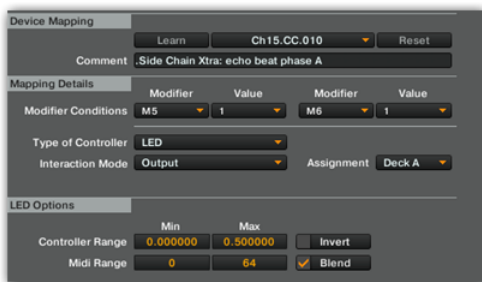 Device Mapping
Learn Ch15.CC.010 Reset
Comment .Side Chain Xtra: echo beat phase A
Mapping Details
Modifier Value Modifier Value
Modifier Conditions M5 1 M6 1
Type of Controller LED
Interaction Mode Output Assignment Deck A
LED Options
Min Max
Controller Range 0.000000 0.500000 Invert
Midi Range 0 64 Blend